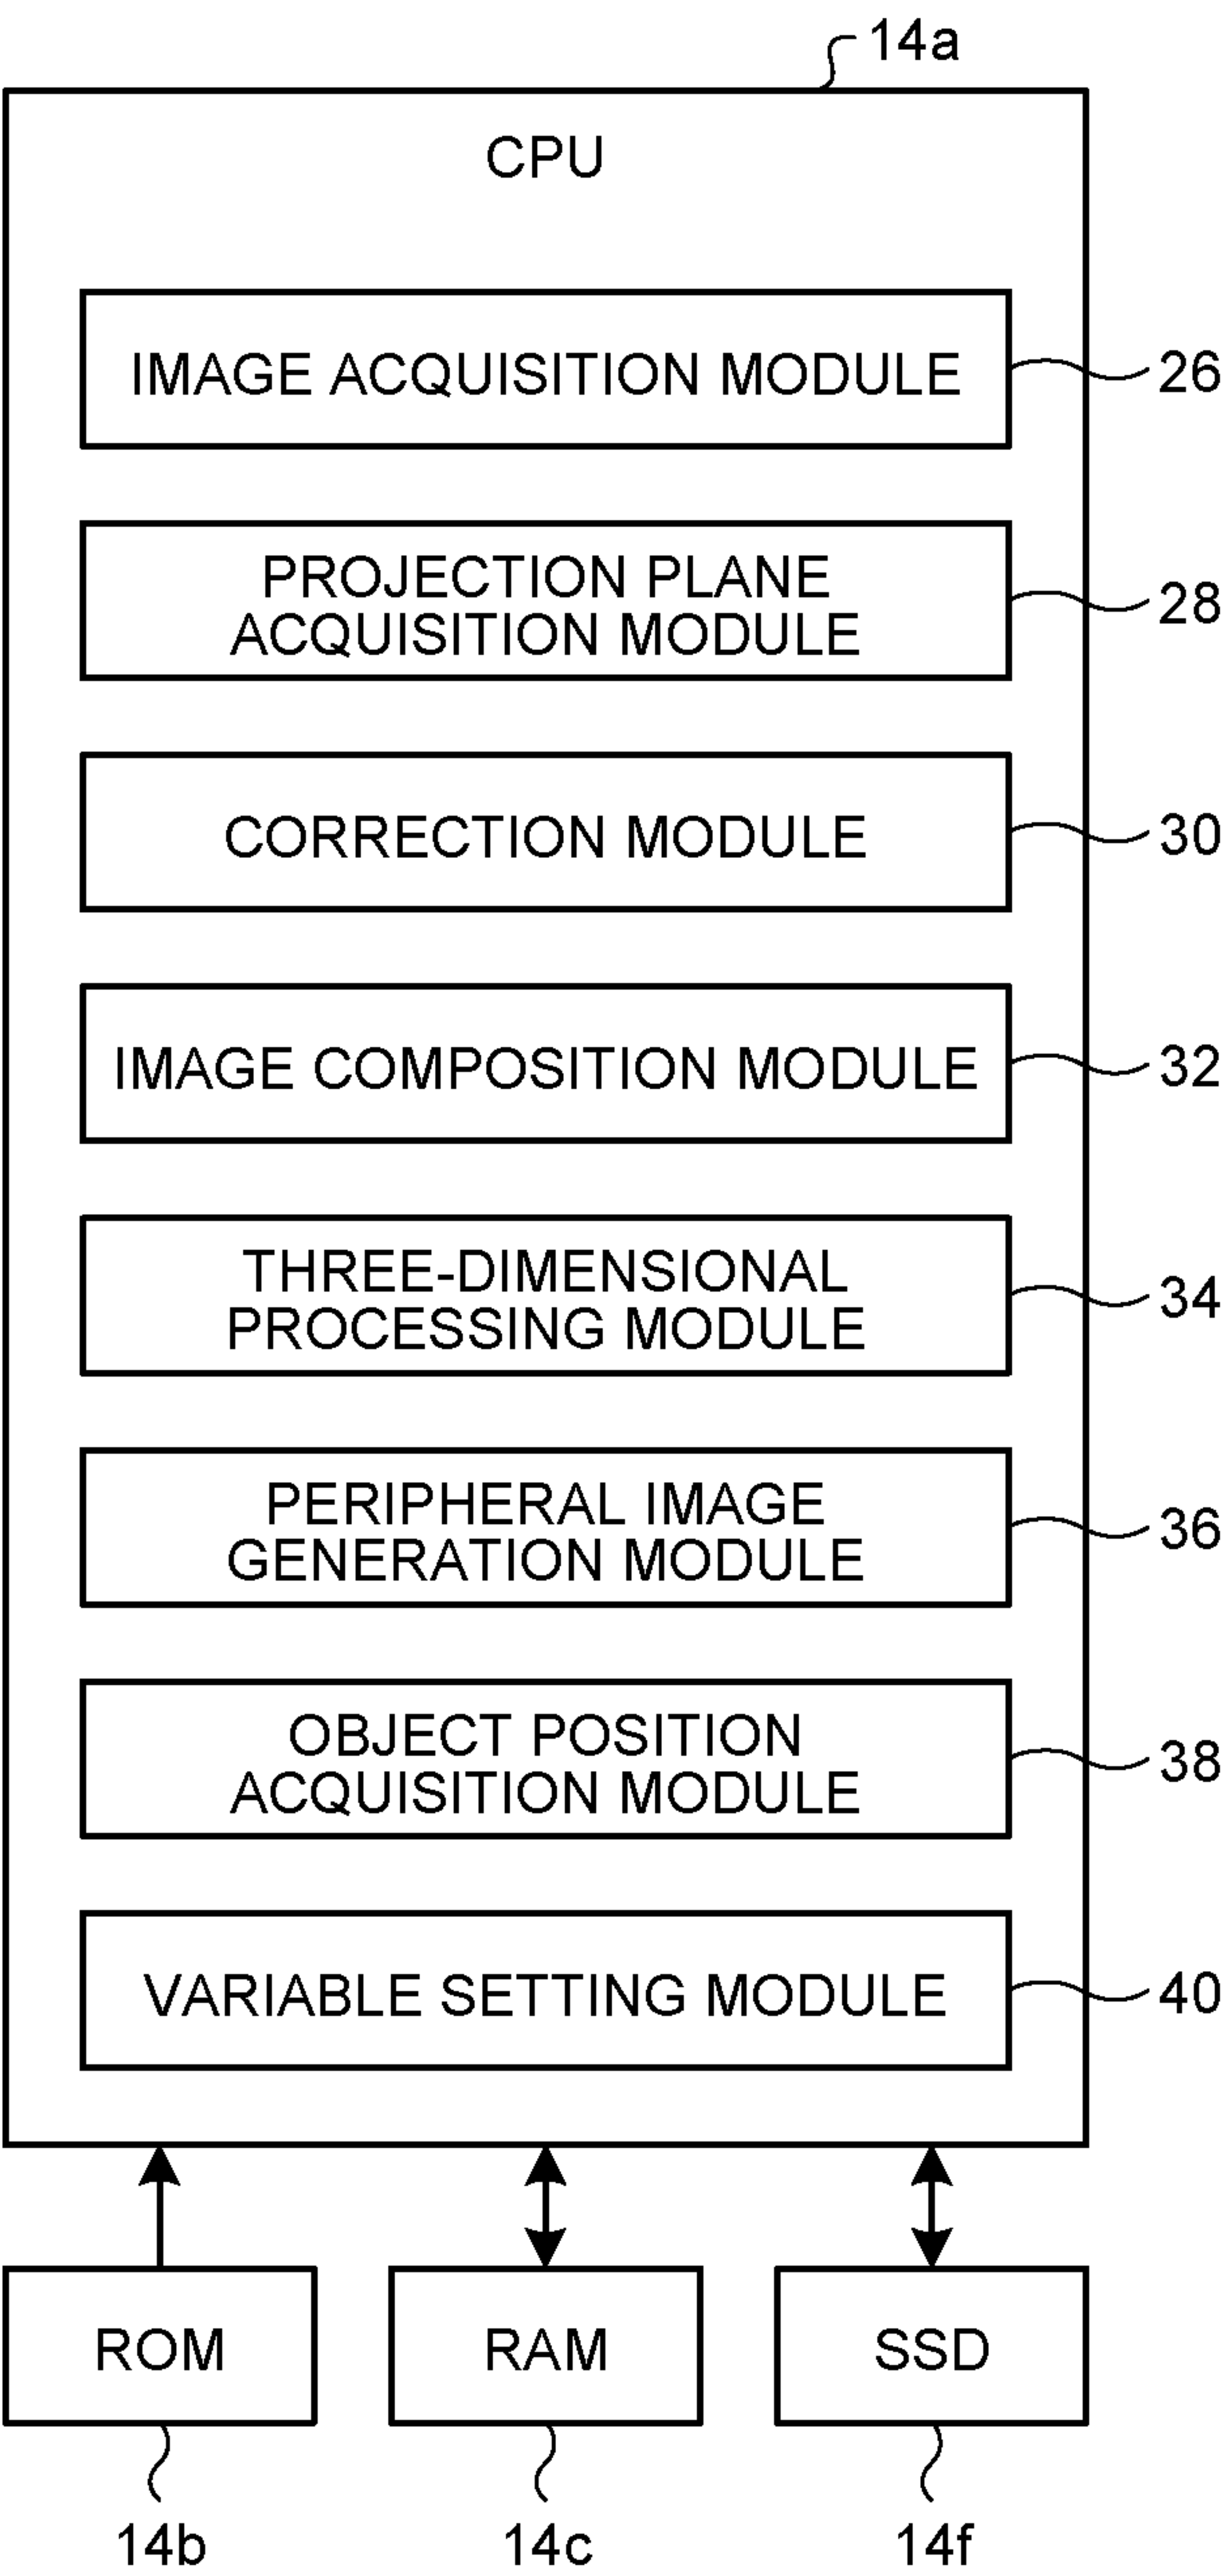 14a
CPU
IMAGE ACQUISITION MODULE
26
PROJECTION PLANE
ACQUISITION MODULE
28
CORRECTION MODULE
30
IMAGE COMPOSITION MODULE
32
THREE-DIMENSIONAL
PROCESSING MODULE
34
PERIPHERAL IMAGE
GENERATION MODULE
36
OBJECT POSITION
ACQUISITION MODULE
38
VARIABLE SETTING MODULE
40
ROM
RAM
SSD
14b
14c
14f